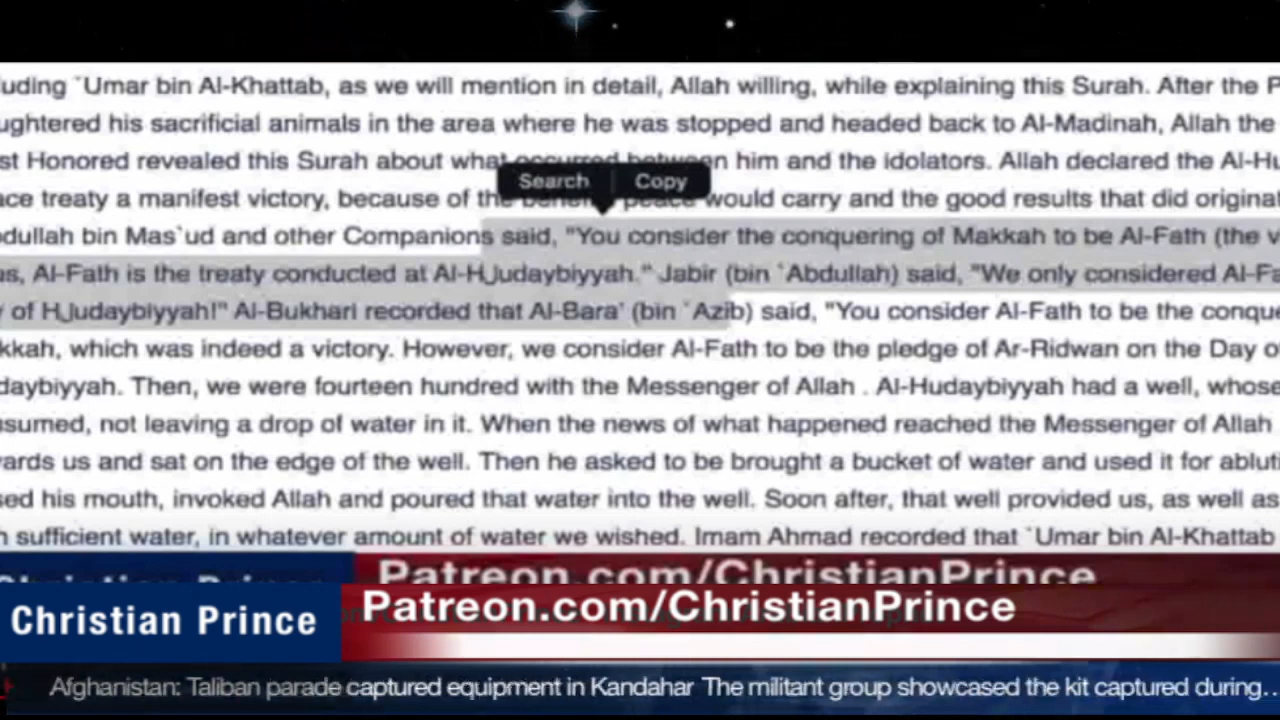 luding `Umar bin Al-Khattab, as we will mention in detail, Allah willing, while explaining this Surah. After the P
ughtered his sacrificial animals in the area where he was stopped and headed back to Al-Madinah, Allah the
st Honored revealed this Surah about what occurred between him and the idolators. Allah declared the Al-Hu
Search Copy
ace treaty a manifest victory, because of the benefits peace would carry and the good results that did originat
odullah bin Mas`ud and other Companions said, "You consider the conquering of Makkah to be Al-Fath (the v
us, Al-Fath is the treaty conducted at Al-HJudaybiyyah." Jabir (bin `Abdullah) said, "We only considered Al-Fa
y of HJudaybiyyah!" Al-Bukhari recorded that Al-Bara' (bin `Azib) said, "You consider Al-Fath to be the conque
kkah, which was indeed a victory. However, we consider Al-Fath to be the pledge of Ar-Ridwan on the Day o
daybiyyah. Then, we were fourteen hundred with the Messenger of Allah . Al-Hudaybiyyah had a well, whose
nsumed, not leaving a drop of water in it. When the news of what happened reached the Messenger of Allah
vards us and sat on the edge of the well. Then he asked to be brought a bucket of water and used it for abluti
sed his mouth, invoked Allah and poured that water into the well. Soon after, that well provided us, as well as
h sufficient water, in whatever amount of water we wished. Imam Ahmad recorded that `Umar bin Al-Khattab
Christian Prince Patreon.com/ChristianPrince
Christian Prince Patreon.com/ChristianPrince
Afghanistan: Taliban parade captured equipment in Kandahar The militant group showcased the kit captured during...